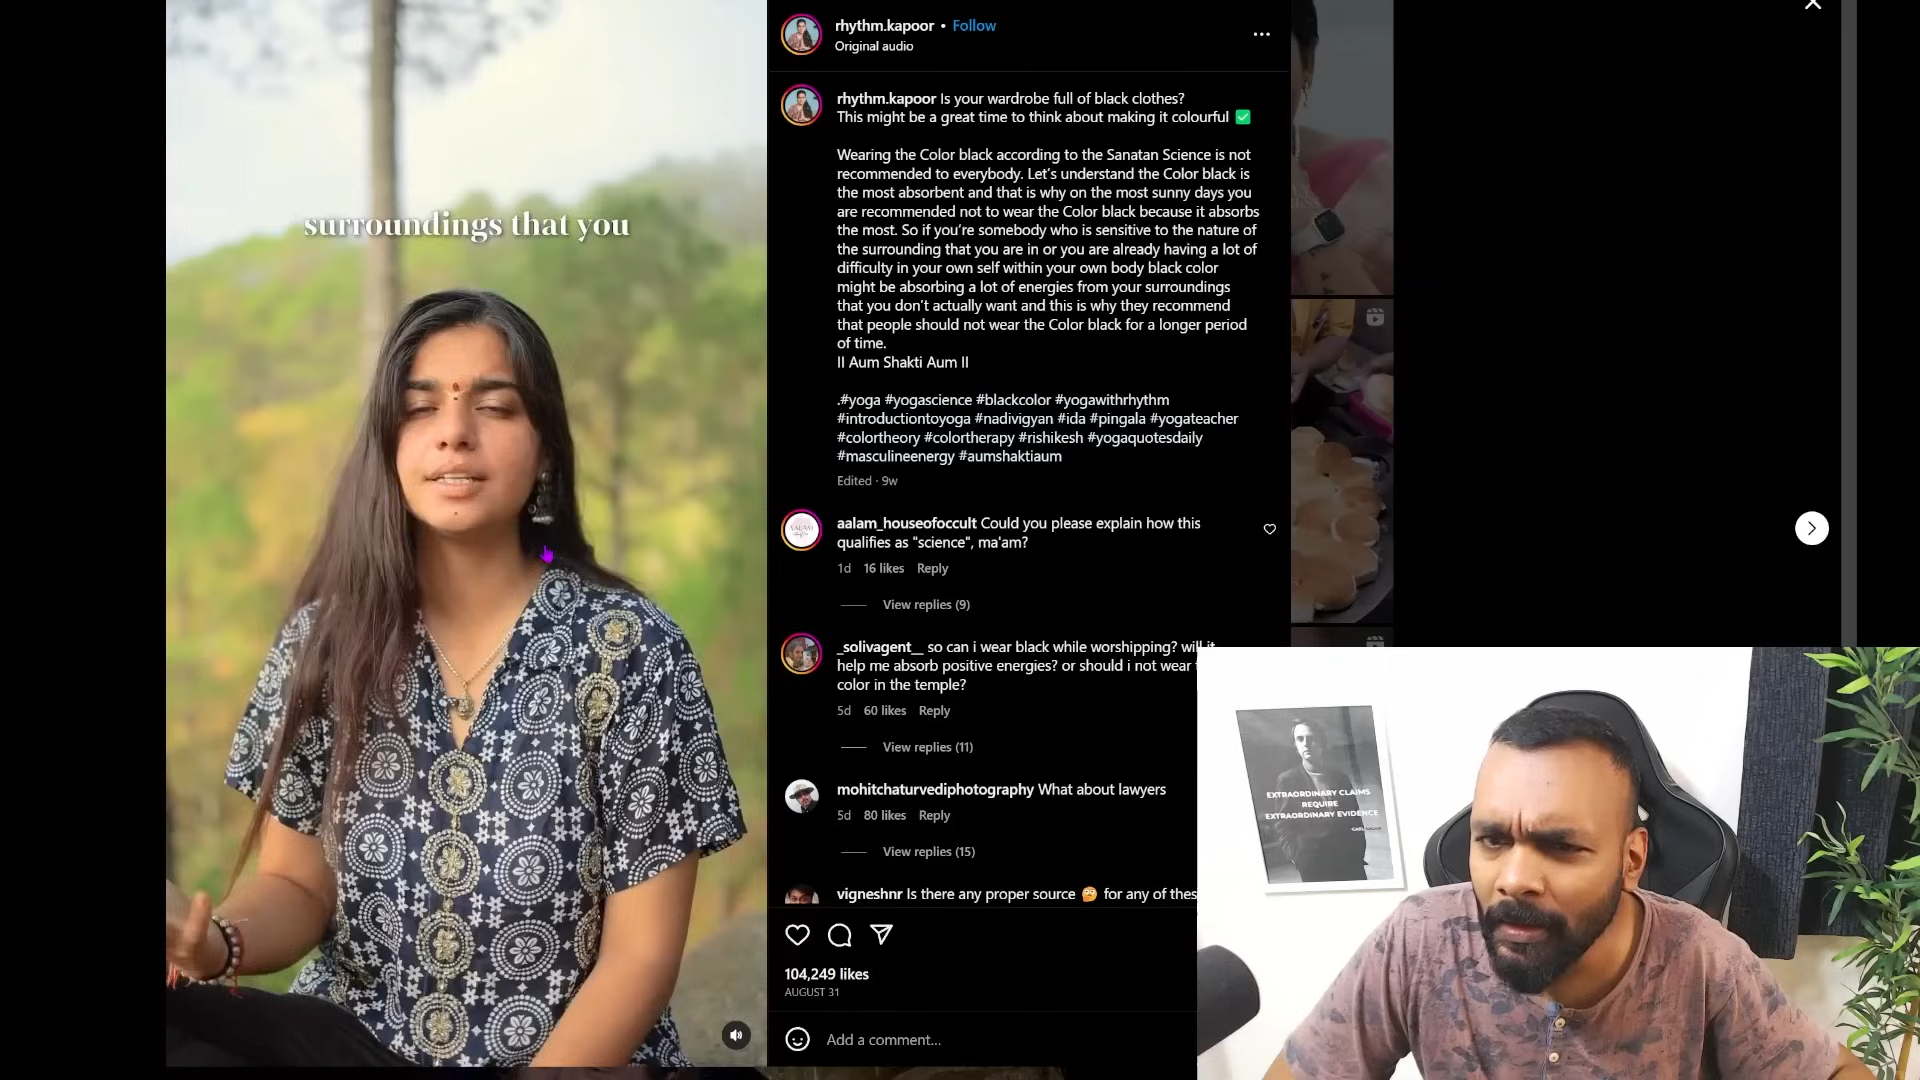 surroundings that you
rhythm.kapoor • Follow
Original audio
rhythm.kapoor Is your wardrobe full of black clothes?
This might be a great time to think about making it colourful ✅
Wearing the Color black according to the Sanatan Science is not
recommended to everybody. Let’s understand the Color black is
the most absorbent and that is why on the most sunny days you
are recommended not to wear the Color black because it absorbs
the most. So if you’re somebody who is sensitive to the nature of
the surrounding that you are in or you are already having a lot of
difficulty in your own self within your own body black color
might be absorbing a lot of energies from your surroundings
that you don’t actually want and this is why they recommend
that people should not wear the Color black for a longer period
of time.
II Aum Shakti Aum II
.#yoga #yogascience #blackcolor #yogawithrhythm
#introductiontoyoga #nadivigyan #ida #pingala #yogateacher
#colortheory #colortherapy #rishikesh #yogaquotesdaily
#masculineenergy #aumshaktiaum
Edited · 9w
aalam_houseofoccult Could you please explain how this
qualifies as "science", ma'am?
1d 16 likes Reply
View replies (9)
_solivagent__ so can i wear black while worshipping? will it
help me absorb positive energies? or should i not wear
color in the temple?
5d 60 likes Reply
View replies (11)
mohitchaturvediphotography What about lawyers
5d 80 likes Reply
View replies (15)
vigneshnr Is there any proper source 🤔 for any of thes
104,249 likes
AUGUST 31
Add a comment...
EXTRAORDINARY CLAIMS
REQUIRE
EXTRAORDINARY EVIDENCE